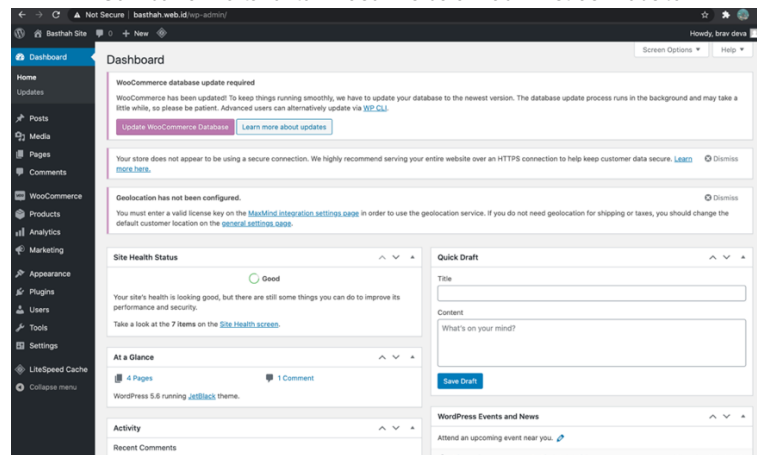 Not Secure | basthah.web.id/wp-admin/
Basthah Site 0 + New
Howdy, brav deva
Dashboard
Home
Updates
Posts
Media
Pages
Comments
WooCommerce
Products
Analytics
Marketing
Appearance
Plugins
Users
Tools
Settings
LiteSpeed Cache
Collapse menu
Screen Options ▼ Help ▼
Dashboard
WooCommerce database update required
WooCommerce has been updated! To keep things running smoothly, we have to update your database to the newest version. The database update process runs in the background and may take a
little while, so please be patient. Advanced users can alternatively update via WP CLI.
Update WooCommerce Database Learn more about updates
Your store does not appear to be using a secure connection. We highly recommend serving your entire website over an HTTPS connection to help keep customer data secure. Learn
more here.
Dismiss
Geolocation has not been configured.
Dismiss
You must enter a valid license key on the MaxMind integration settings page in order to use the geolocation service. If you do not need geolocation for shipping or taxes, you should change the
default customer location on the general settings page.
Site Health Status
Good
Your site's health is looking good, but there are still some things you can do to improve its
performance and security.
Take a look at the 7 items on the Site Health screen.
At a Glance
4 Pages 1 Comment
WordPress 5.6 running JetBlack theme.
Activity
Recent Comments
Quick Draft
Title
Content
What's on your mind?
Save Draft
WordPress Events and News
Attend an upcoming event near you.